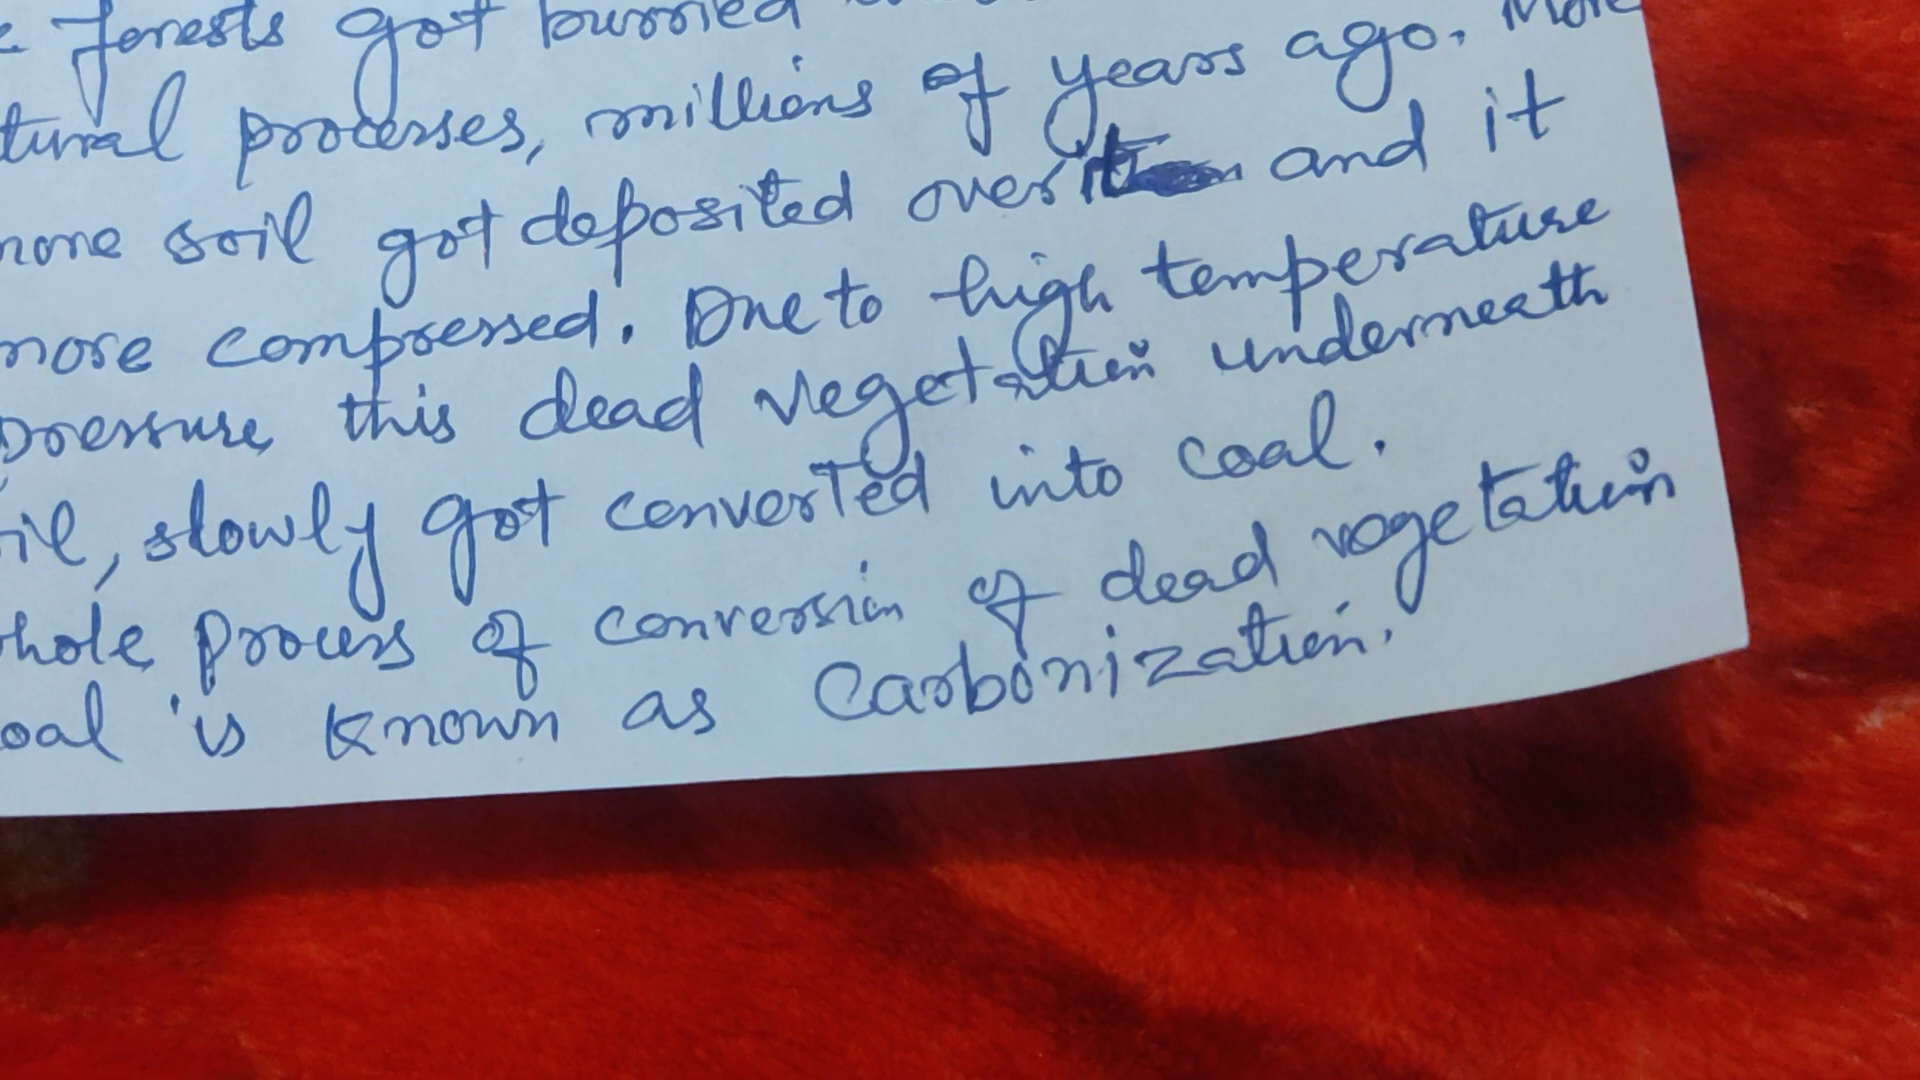 forests got burried
tural processes, millions of years ago. More
more soil got deposited over it and it
more compressed. Due to high temperature
pressure, this dead vegetation underneath
il, slowly got converted into coal.
hole process of conversion of dead vegetation
oal is known as Carbonization.